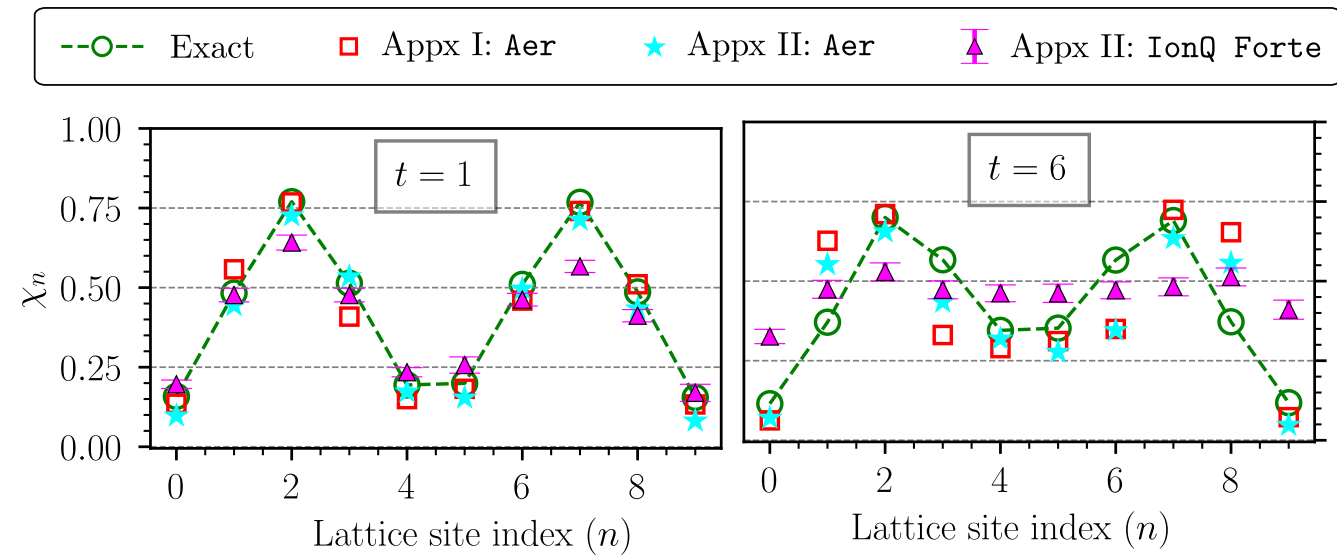 Exact Appx I: Aer Appx II: Aer Appx II: IonQ Forte
t = 1
t = 6
χₙ
1.00
0.75
0.50
0.25
0.00
0 2 4 6 8
0 2 4 6 8
Lattice site index (n)
Lattice site index (n)